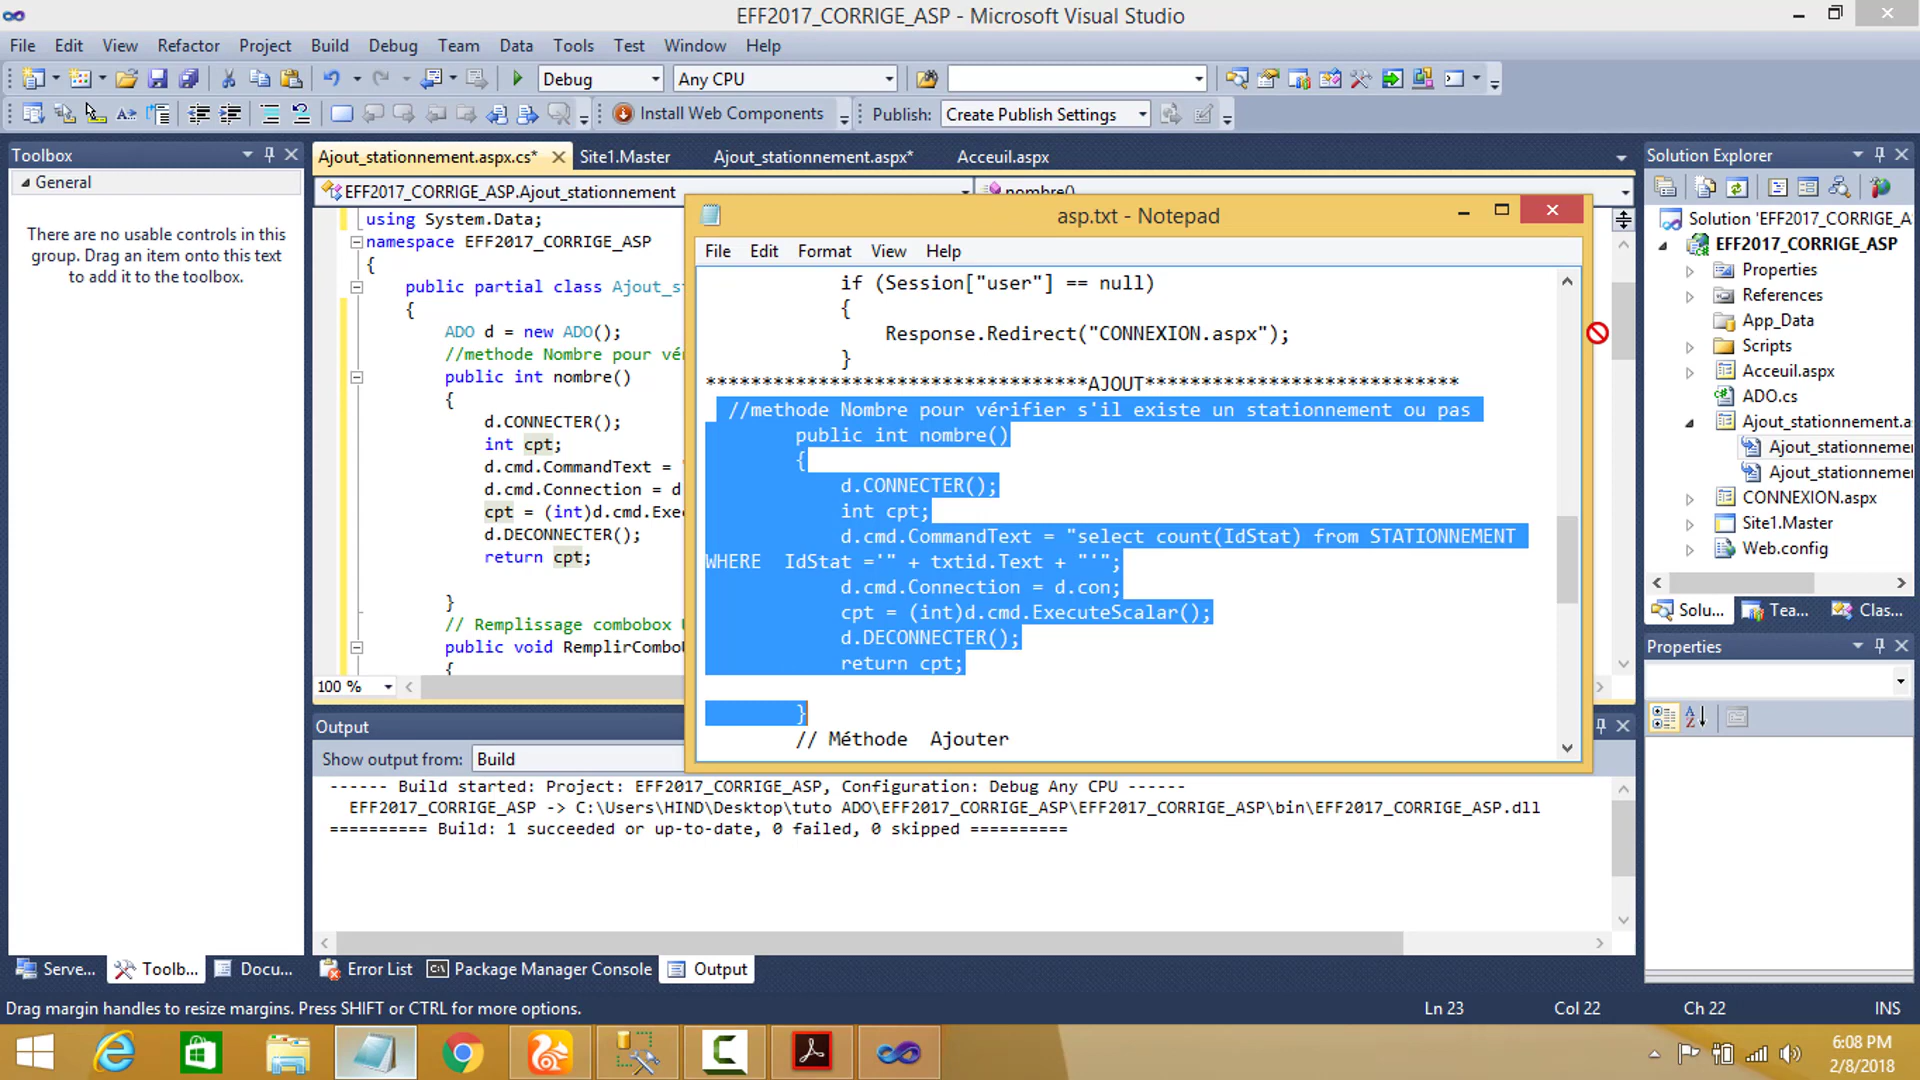 EFF2017_CORRIGE_ASP - Microsoft Visual Studio
File Edit View Refactor Project Build Debug Team Data Tools Test Window Help
Debug Any CPU
Install Web Components Publish: Create Publish Settings
Toolbox
General
There are no usable controls in this
group. Drag an item onto this text
to add it to the toolbox.
Ajout_stationnement.aspx.cs* Site1.Master Ajout_stationnement.aspx* Acceuil.aspx
EFF2017_CORRIGE_ASP.Ajout_stationnement nombre()
using System.Data;
namespace EFF2017_CORRIGE_ASP
{
public partial class Ajout_s
{
ADO d = new ADO();
//methode Nombre pour vé
public int nombre()
{
d.CONNECTER();
int cpt;
d.cmd.CommandText =
d.cmd.Connection = d
cpt = (int)d.cmd.Exe
d.DECONNECTER();
return cpt;
}
// Remplissage combobox
public void RemplirCombo
{
100 %
asp.txt - Notepad
File Edit Format View Help
if (Session["user"] == null)
{
Response.Redirect("CONNEXION.aspx");
}
**********************************AJOUT****************************
//methode Nombre pour vérifier s'il existe un stationnement ou pas
public int nombre()
{
d.CONNECTER();
int cpt;
d.cmd.CommandText = "select count(IdStat) from STATIONNEMENT
WHERE  IdStat ='" + txtid.Text + "'";
d.cmd.Connection = d.con;
cpt = (int)d.cmd.ExecuteScalar();
d.DECONNECTER();
return cpt;
}
// Méthode  Ajouter
Output
Show output from: Build
------ Build started: Project: EFF2017_CORRIGE_ASP, Configuration: Debug Any CPU ------
EFF2017_CORRIGE_ASP -> C:\Users\HIND\Desktop\tuto ADO\EFF2017_CORRIGE_ASP\EFF2017_CORRIGE_ASP\bin\EFF2017_CORRIGE_ASP.dll
========== Build: 1 succeeded or up-to-date, 0 failed, 0 skipped ==========
Solution Explorer
Solution 'EFF2017_CORRIGE_A
EFF2017_CORRIGE_ASP
Properties
References
App_Data
Scripts
Acceuil.aspx
ADO.cs
Ajout_stationnement.a
Ajout_stationneme
Ajout_stationneme
CONNEXION.aspx
Site1.Master
Web.config
Solu... Tea... Clas...
Properties
Serve... Toolb... Docu... Error List Package Manager Console Output
Drag margin handles to resize margins. Press SHIFT or CTRL for more options. Ln 23 Col 22 Ch 22 INS
6:08 PM
2/8/2018